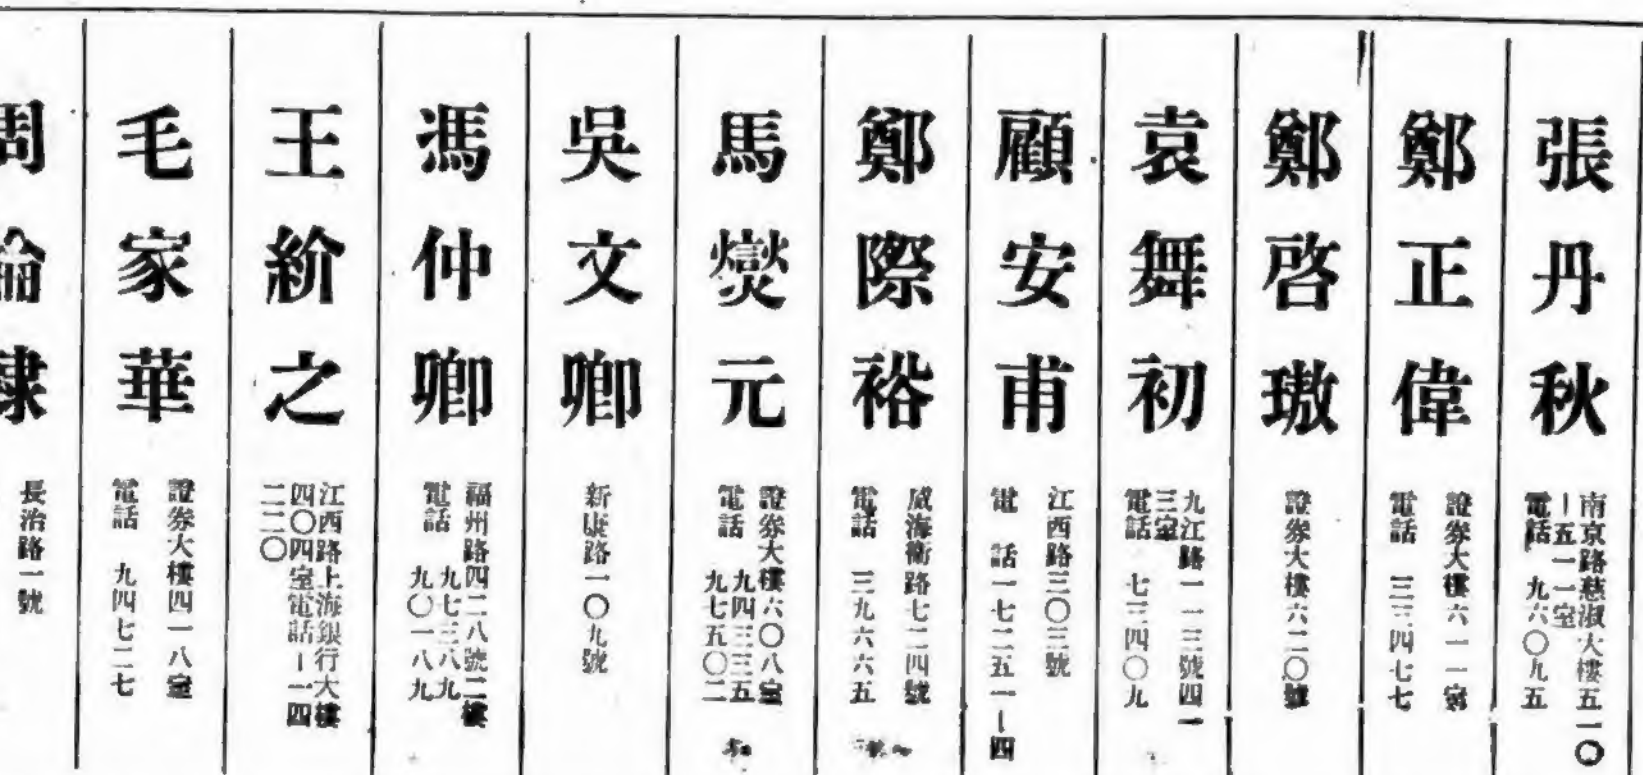 張丹秋
南京路慈淑大樓五一〇
－五一一室
電話　九六〇九五
鄭正偉
證券大樓六一一室
電話　三三四七七
鄭啓璈
證券大樓六二〇號
袁舞初
九江路一一三號四一
三室
電話　七三四〇九
顧安甫
江西路三〇三號
電　話一七二五一－四
鄭際裕
威海衛路七二四號
電話　三九六六五
馬爕元
證券大樓六〇八室
電話　九四三三五
九七五〇二
吳文卿
新康路一〇九號
馮仲卿
福州路四二八號二樓
電話　九七三八九
九〇一八九
王紒之
江西路上海銀行大樓
四〇四室電話－一四
二二〇
毛家華
證券大樓四一八室
電話　九四七二七
周
長治路一號